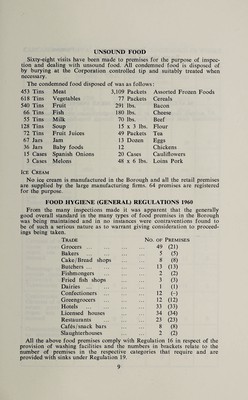 UNSOUND FOOD
Sixty-eight visits have been made to premises for the purpose of inspec-
tion and dealing with unsound food. All condemned food is disposed of
by burying at the Corporation controlled tip and suitably treated when
necessary.
The condemned food disposed of was as follows:
453 Tins Meat 3,109 Packets Assorted Frozen Foods
618 Tins Vegetables 77 Packets Cereals
540 Tins Fruit 291 lbs. Bacon
66 Tins Fish 180 lbs. Cheese
55 Tins Milk 70 lbs. Beef
128 Tins Soup 15 x 3 lbs. Flour
72 Tins Fruit Juices 49 Packets Tea
67 Jars Jam 13 Dozen Eggs
36 Jars Baby foods 12 Chickens
15 Cases Spanish Onions 20 Cases Cauliflowers
3 Cases Melons 48 x 6 lbs. Loins Pork
ICE CREAM
No ice cream is manufactured in the Borough and all the retail premises
are supplied by the large manufacturing firms. 64 premises are registered
for the purpose.
FOOD HYGIENE (GENERAL) REGULATIONS 1960
From the many inspections made it was apparent that the generally
good overall standard in the many types of food premises in the Borough
was being maintained and in no instances were contraventions found to
be of such a serious nature as to warrant giving consideration to proceed-
ings being taken.
TRADE NO. OF PREMISES
Grocers ... ... ... ... 49 (21)
Bakers ... ... ... ... 5 (5)
Cake/Bread shops ... ... 8 (8)
Butchers ... ... ... ... 13 (13)
Fishmongers ... ... ... 2 (2)
Fried fish shops ... ... 3 (3)
Dairies ... ... ... ... 1 (1)
Confectioners ... ... ... 12 (-)
Greengrocers ... ... ... 12 (12)
Hotels ... ... ... ... 33 (33)
Licensed houses ... ... 34 (34)
Restaurants ... ... ... 23 (23)
Cafés/snack bars ... ... 8 (8)
Slaughterhouses ... ... 2 (2)
All the above food premises comply with Regulation 16 in respect of the
provision of washing facilities and the numbers in brackets relate to the
number of premises in the respective categories that require and are
provided with sinks under Regulation 19.
9